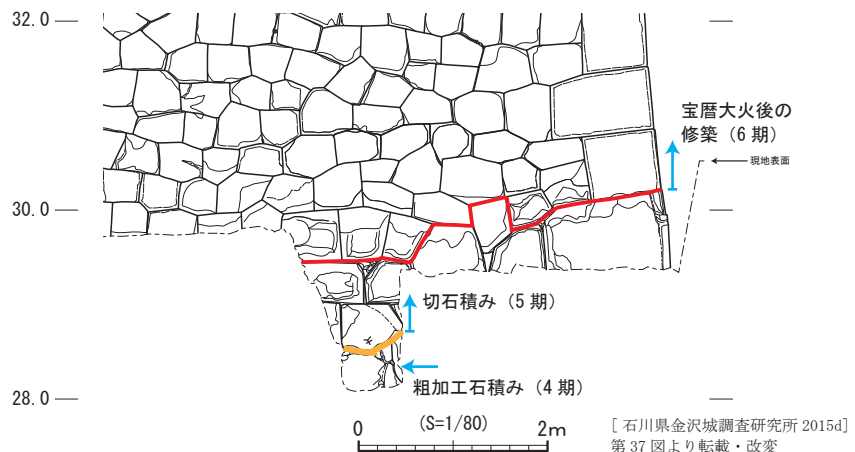 32.0
宝暦大火後の
修築（6 期）
現地表面
30.0
切石積み（5 期）
28.0
粗加工石積み（4 期）
(S=1/80)
0
2m
[ 石川県金沢城調査研究所 2015d]
第 37 図より転載・改変